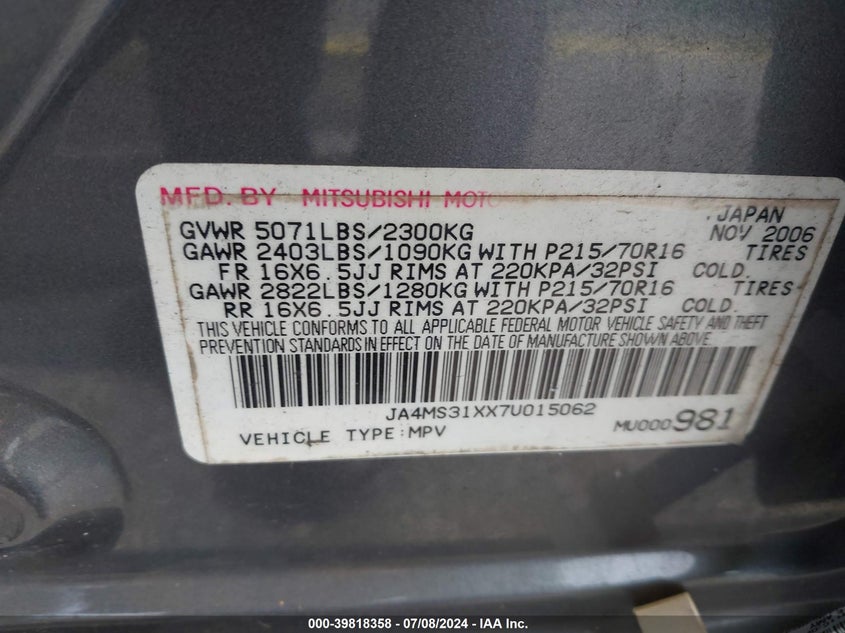 MFD. BY MITSUBISHI MOTO
, JAPAN
GVWR 5071LBS/2300KG NOV 2006
GAWR 2403LBS/1090KG WITH P215/70R16 TIRES
FR 16X6.5JJ RIMS AT 220KPA/32PSI COLD.
GAWR 2822LBS/1280KG WITH P215/70R16 TIRES
RR 16X6.5JJ RIMS AT 220KPA/32PSI COLD.
THIS VEHICLE CONFORMS TO ALL APPLICABLE FEDERAL MOTOR VEHICLE SAFETY AND THEFT
PREVENTION STANDARDS IN EFFECT ON THE DATE OF MANUFACTURE SHOWN ABOVE.
JA4MS31XX7U015062
VEHICLE TYPE:MPV MU000981
000-39818358 - 07/08/2024 - IAA Inc.